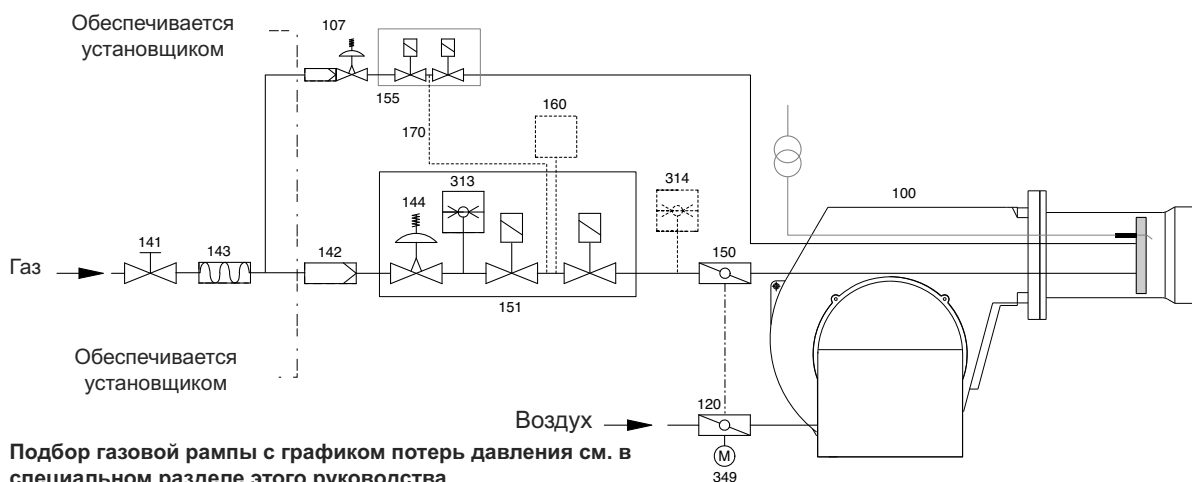 Обеспечивается
установщиком
107
155
160
170
313
314
144
100
141
143
142
150
Газ
151
Обеспечивается
установщиком
120
Воздух
M
349
Подбор газовой рампы с графиком потерь давления см. в
специальном разделе этого руководства